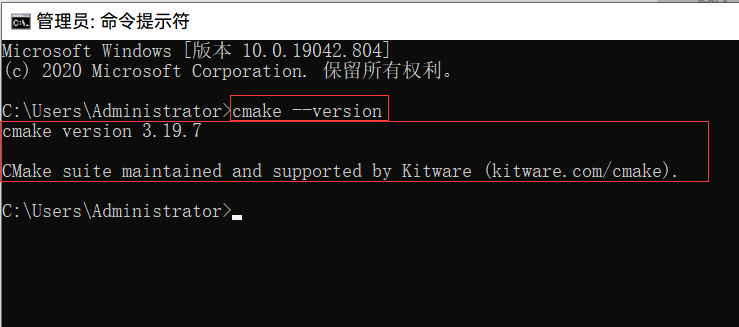 管理员: 命令提示符
Microsoft Windows [版本 10.0.19042.804]
(c) 2020 Microsoft Corporation. 保留所有权利。
C:\Users\Administrator>cmake --version
cmake version 3.19.7
CMake suite maintained and supported by Kitware (kitware.com/cmake).
C:\Users\Administrator>